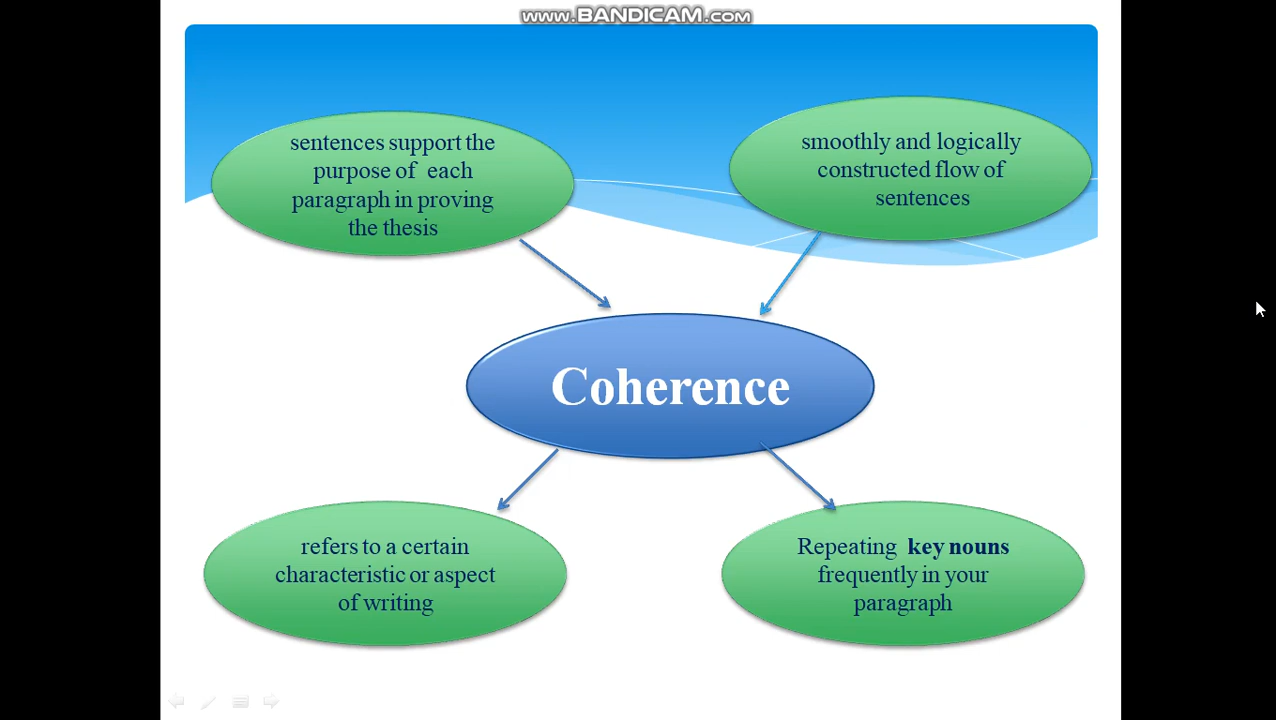 www.BANDICAM.com
sentences support the
purpose of each
paragraph in proving
the thesis
smoothly and logically
constructed flow of
sentences
Coherence
refers to a certain
characteristic or aspect
of writing
Repeating key nouns
frequently in your
paragraph